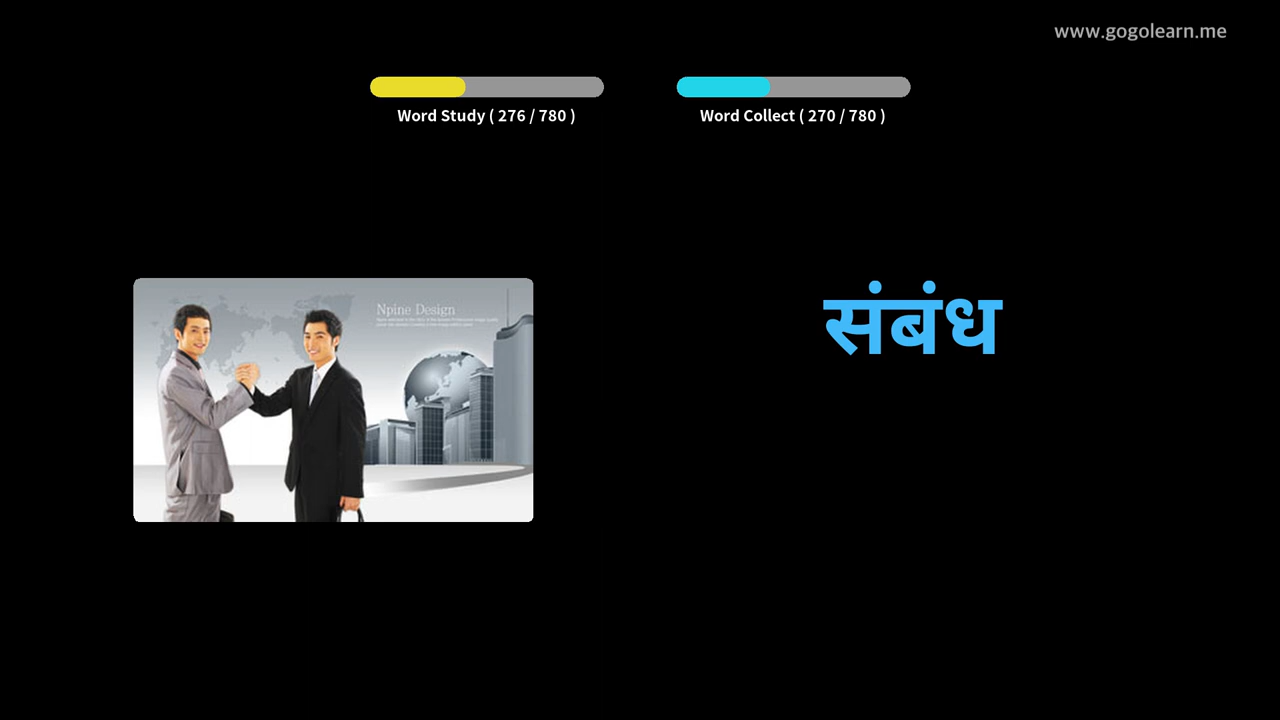 www.gogolearn.me
Word Study ( 276 / 780 )
Word Collect ( 270 / 780 )
Npine Design
संबंध